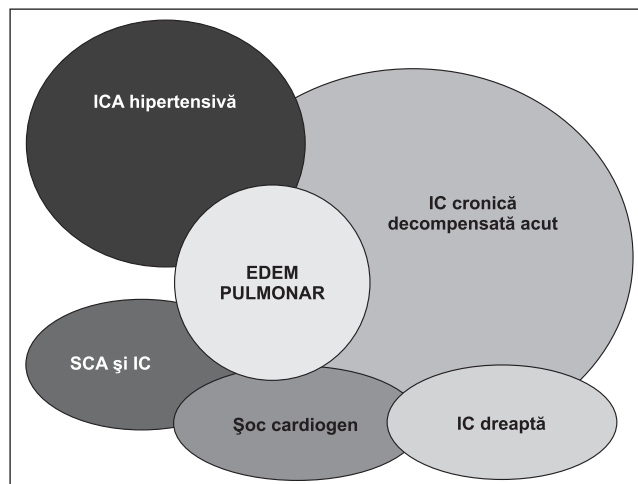 ICA hipertensivă
IC cronică
decompensată acut
EDEM
PULMONAR
SCA şi IC
Şoc cardiogen
IC dreaptă